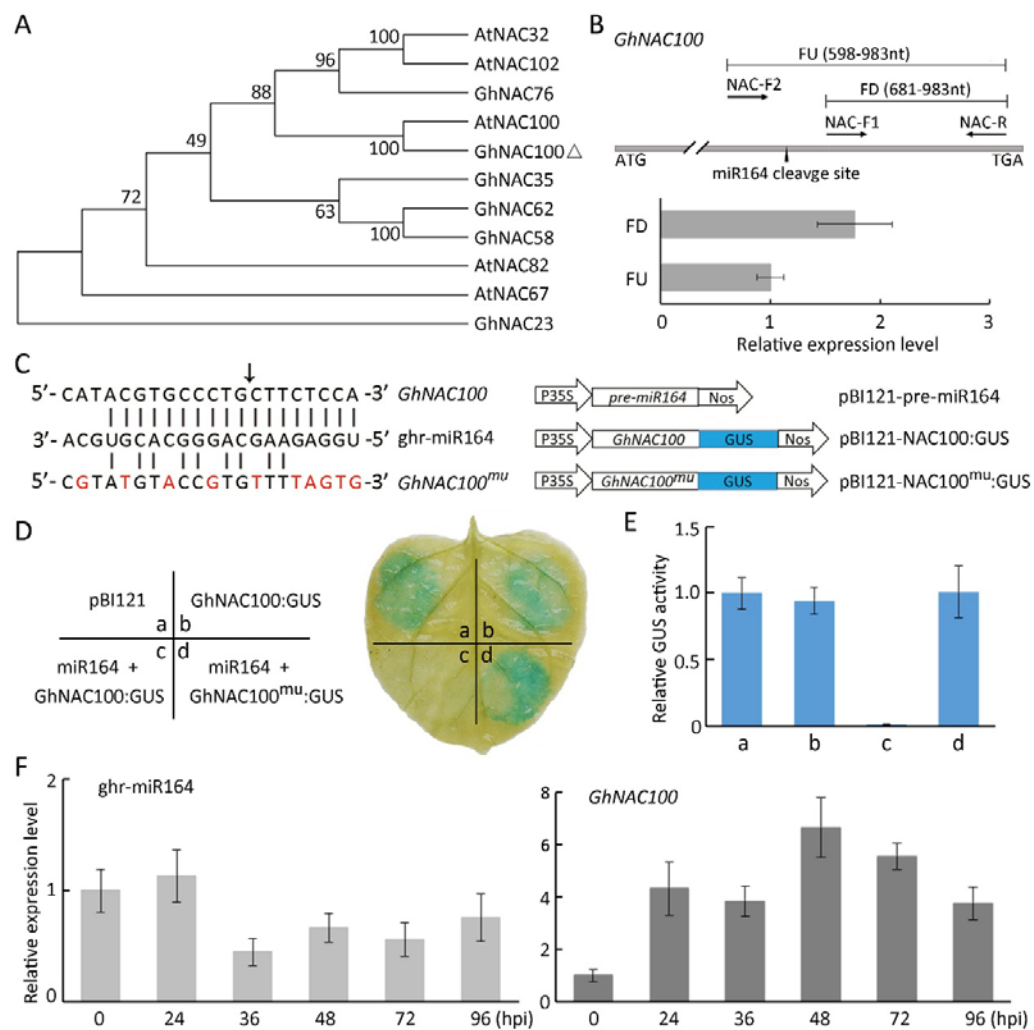 A
AtNAC32
AtNAC102
GhNAC76
AtNAC100
GhNAC100△
GhNAC35
GhNAC62
GhNAC58
AtNAC82
AtNAC67
GhNAC23
100
96
88
100
49
63
100
72
B
GhNAC100
FU (598-983nt)
NAC-F2
FD (681-983nt)
NAC-F1
NAC-R
ATG
TGA
miR164 cleavge site
FD
FU
0 1 2 3
Relative expression level
C
5′- CATACGTGCCCTGCTTCTCCA -3′ GhNAC100
3′- ACGUGCACGGGACGAAGAGGU -5′ ghr-miR164
5′- CGTATGTACCGTGTTTTAGTG-3′ GhNAC100mu
P35S pre-miR164 Nos pBI121-pre-miR164
P35S GhNAC100 GUS Nos pBI121-NAC100:GUS
P35S GhNAC100mu GUS Nos pBI121-NAC100mu:GUS
D
pBI121
GhNAC100:GUS
a b
c d
miR164 +
GhNAC100:GUS
miR164 +
GhNAC100mu:GUS
a b
c d
E
Relative GUS activity
1.5
1.0
0.5
0
a b c d
F
ghr-miR164
Relative expression level
2
1
0
0 24 36 48 72 96 (hpi)
GhNAC100
8
6
4
2
0
0 24 36 48 72 96 (hpi)